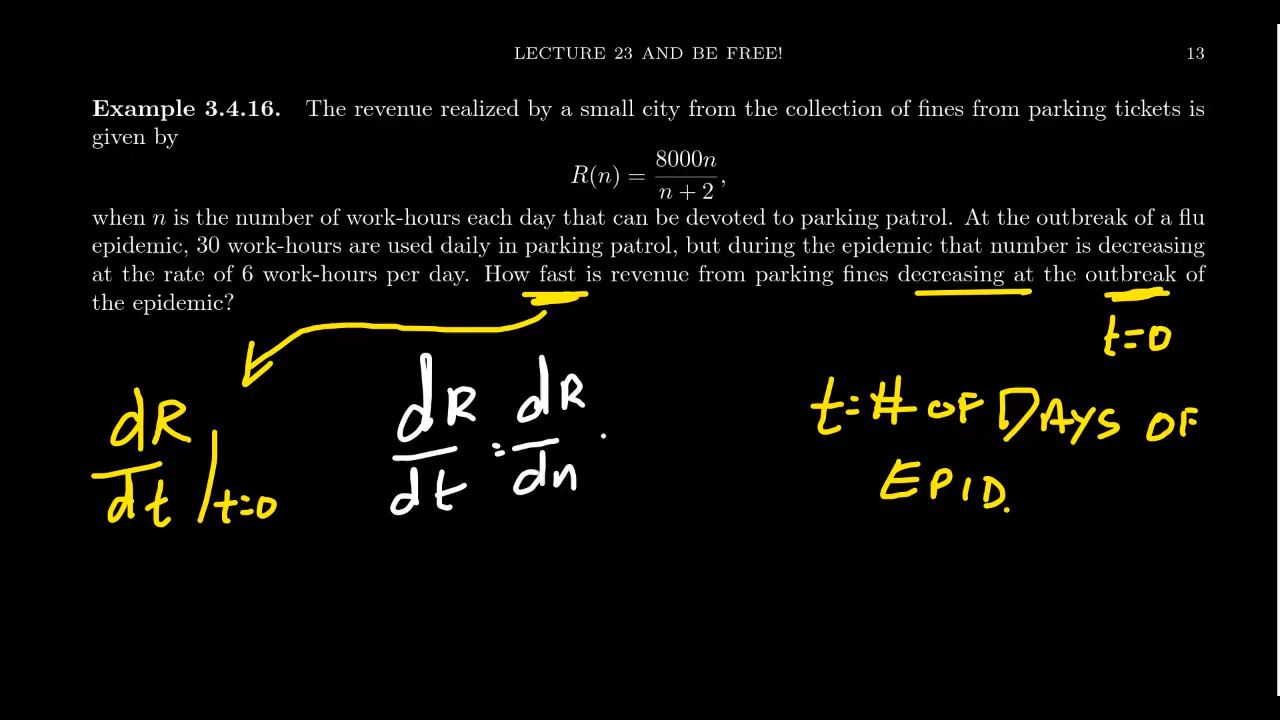 LECTURE 23 AND BE FREE! 13
Example 3.4.16. The revenue realized by a small city from the collection of fines from parking tickets is
given by
R(n) = 8000n / (n + 2),
when n is the number of work-hours each day that can be devoted to parking patrol. At the outbreak of a flu
epidemic, 30 work-hours are used daily in parking patrol, but during the epidemic that number is decreasing
at the rate of 6 work-hours per day. How fast is revenue from parking fines decreasing at the outbreak of
the epidemic?
t=0
dR/dt |t=0
dR/dt = dR/dn ·
t=# OF DAYS OF
EPID.